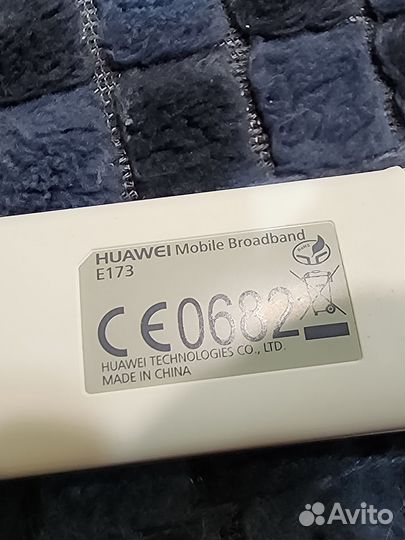 HUAWEI Mobile Broadband
E173
CE0682
HUAWEI TECHNOLOGIES CO., LTD.
MADE IN CHINA
Avito